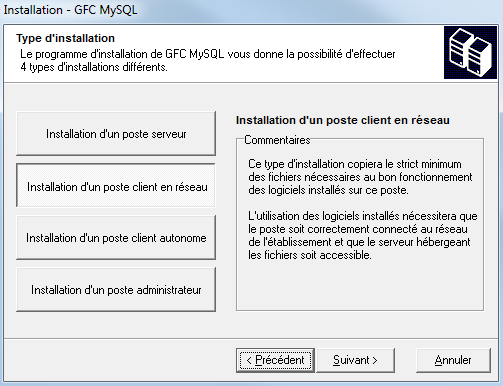 Installation - GFC MySQL
Type d'installation
Le programme d'installation de GFC MySQL vous donne la possibilité d'effectuer
4 types d'installations différents.
Installation d'un poste serveur
Installation d'un poste client en réseau
Installation d'un poste client autonome
Installation d'un poste administrateur
Installation d'un poste client en réseau
Commentaires
Ce type d'installation copiera le strict minimum
des fichiers nécessaires au bon fonctionnement
des logiciels installés sur ce poste.
L'utilisation des logiciels installés nécessitera que
le poste soit correctement connecté au réseau
de l'établissement et que le serveur hébergeant
les fichiers soit accessible.
< Précédent
Suivant >
Annuler